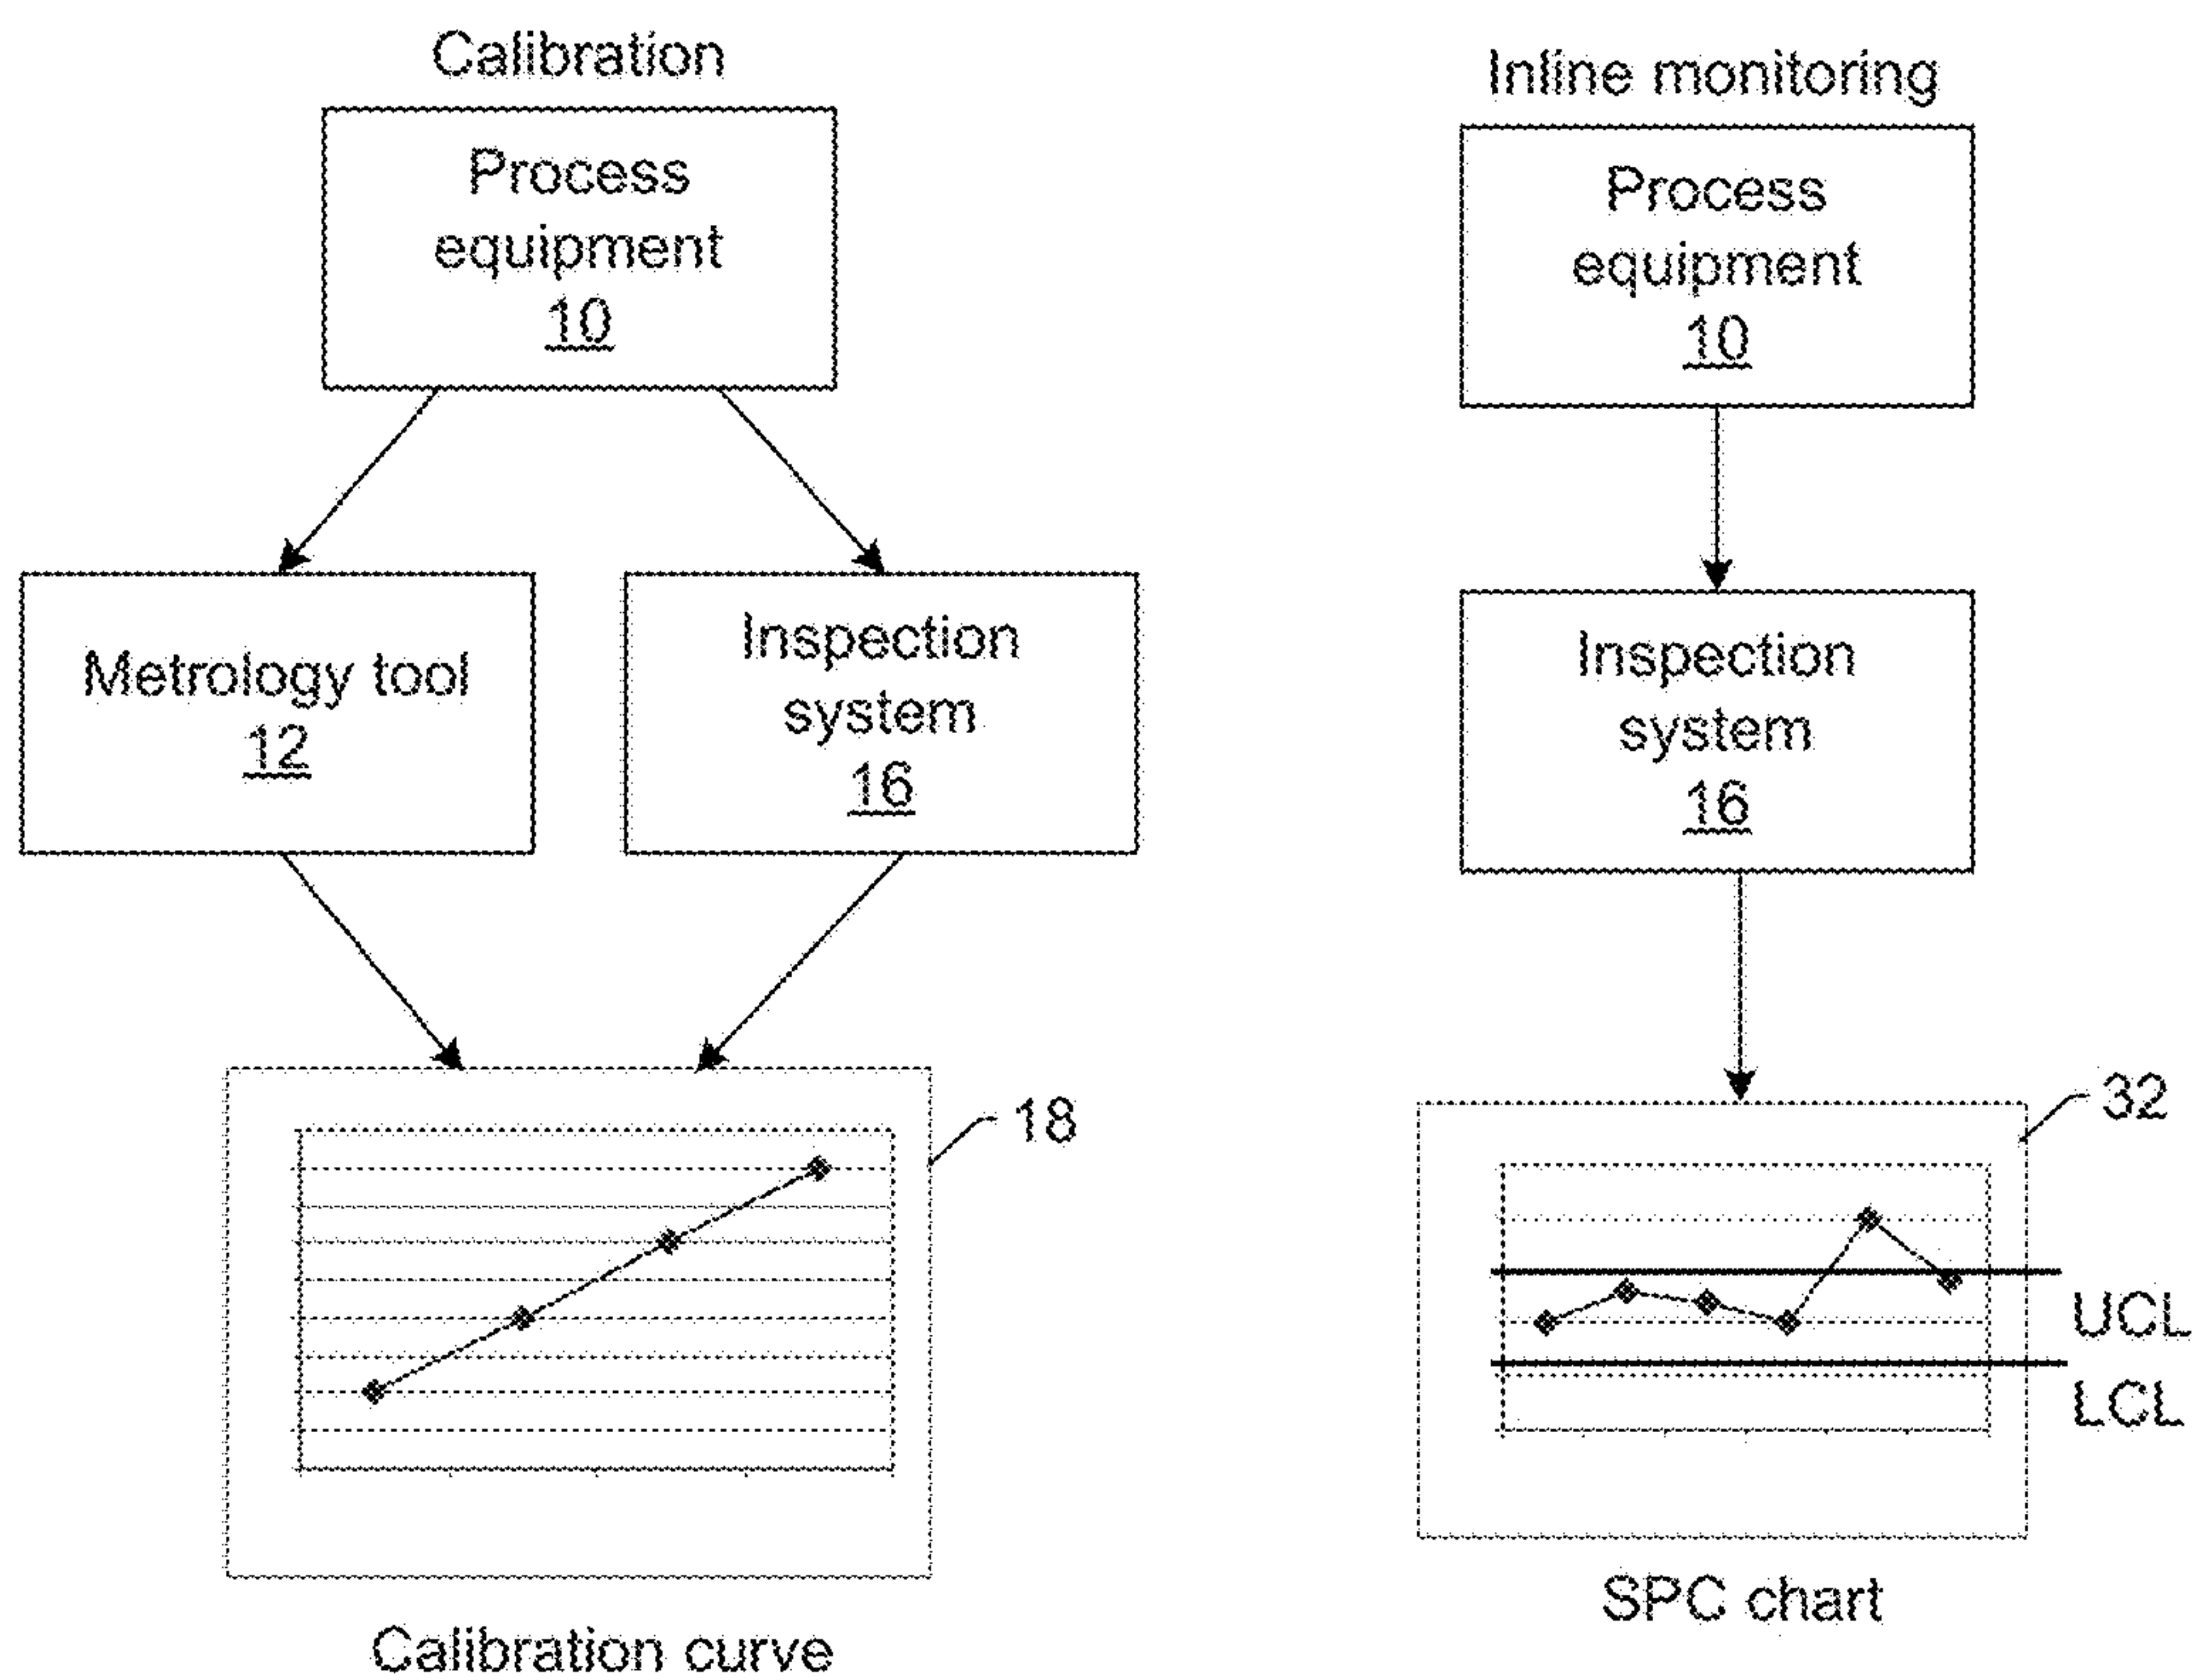 Calibration
Process
equipment
10
Metrology tool
12
Inspection
system
16
18
Calibration curve
Inline monitoring
Process
equipment
10
Inspection
system
16
32
UCL
LCL
SPC chart